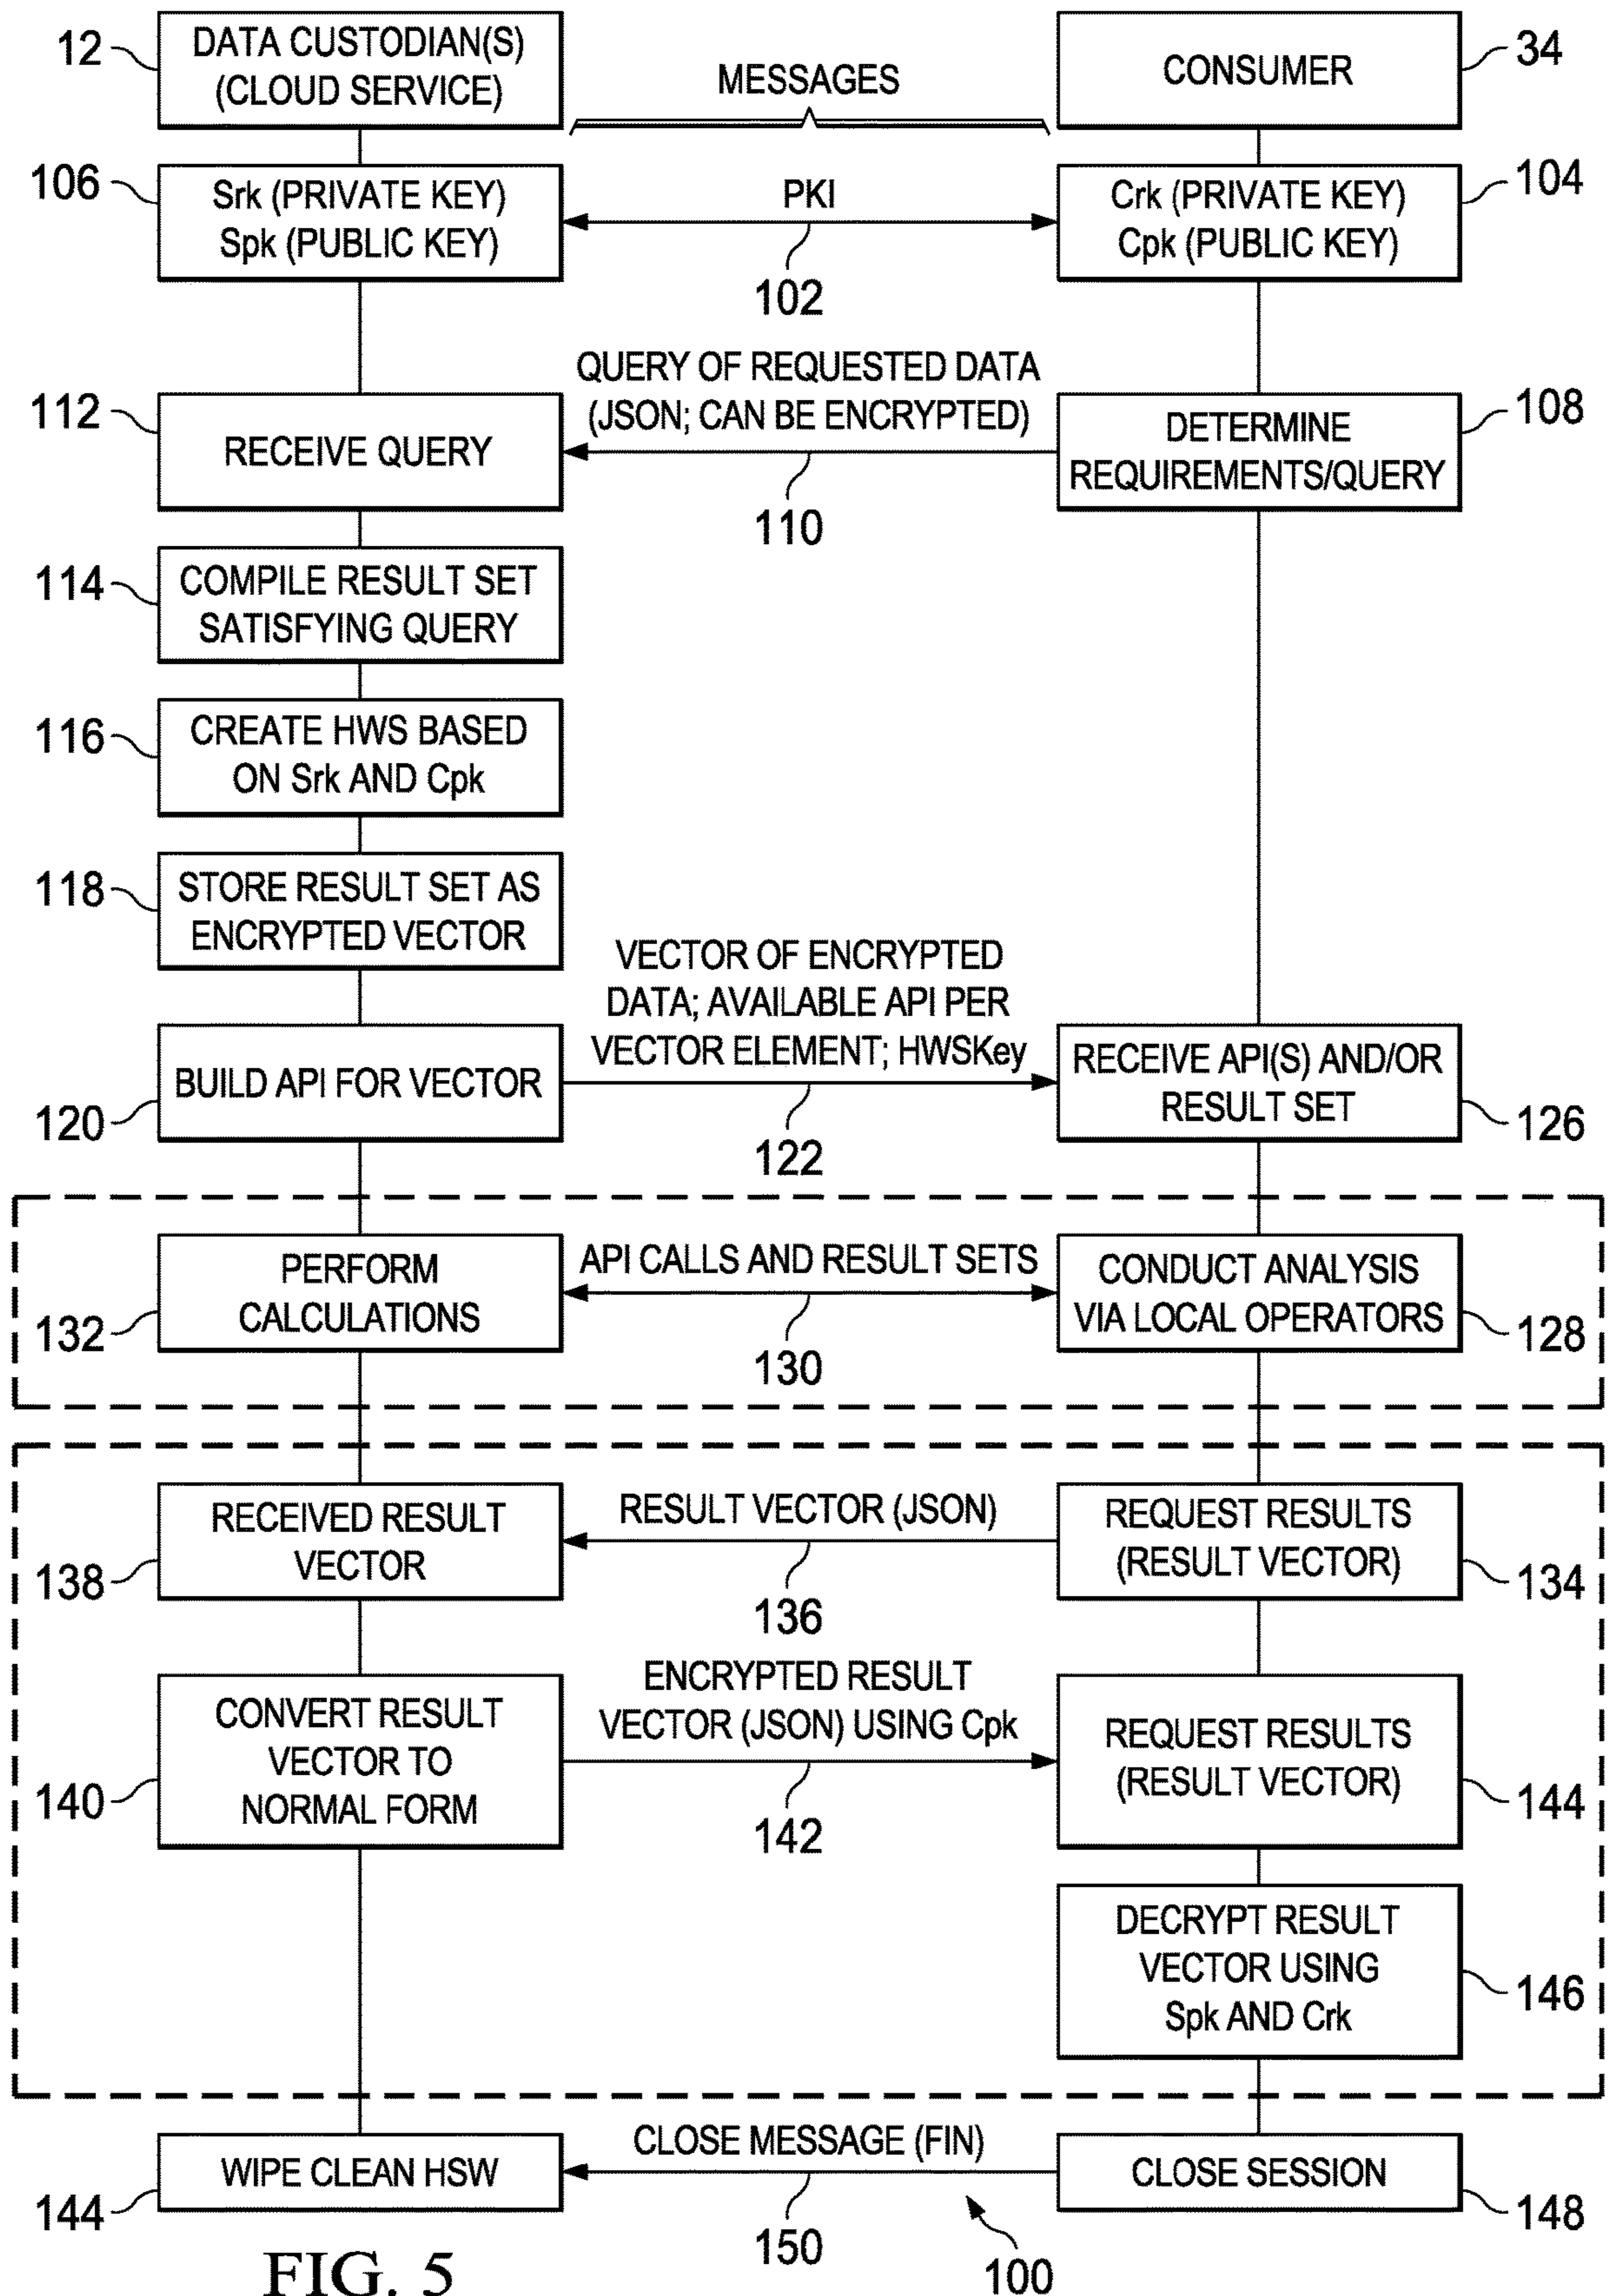 12
DATA CUSTODIAN(S)
(CLOUD SERVICE)
MESSAGES
CONSUMER
34
106
Srk (PRIVATE KEY)
Spk (PUBLIC KEY)
PKI
102
Crk (PRIVATE KEY)
Cpk (PUBLIC KEY)
104
112
RECEIVE QUERY
QUERY OF REQUESTED DATA
(JSON; CAN BE ENCRYPTED)
110
DETERMINE
REQUIREMENTS/QUERY
108
114
COMPILE RESULT SET
SATISFYING QUERY
116
CREATE HWS BASED
ON Srk AND Cpk
118
STORE RESULT SET AS
ENCRYPTED VECTOR
120
BUILD API FOR VECTOR
VECTOR OF ENCRYPTED
DATA; AVAILABLE API PER
VECTOR ELEMENT; HWSKey
122
RECEIVE API(S) AND/OR
RESULT SET
126
132
PERFORM
CALCULATIONS
API CALLS AND RESULT SETS
130
CONDUCT ANALYSIS
VIA LOCAL OPERATORS
128
138
RECEIVED RESULT
VECTOR
RESULT VECTOR (JSON)
136
REQUEST RESULTS
(RESULT VECTOR)
134
140
CONVERT RESULT
VECTOR TO
NORMAL FORM
ENCRYPTED RESULT
VECTOR (JSON) USING Cpk
142
REQUEST RESULTS
(RESULT VECTOR)
144
DECRYPT RESULT
VECTOR USING
Spk AND Crk
146
144
WIPE CLEAN HSW
CLOSE MESSAGE (FIN)
150
CLOSE SESSION
148
100
FIG. 5